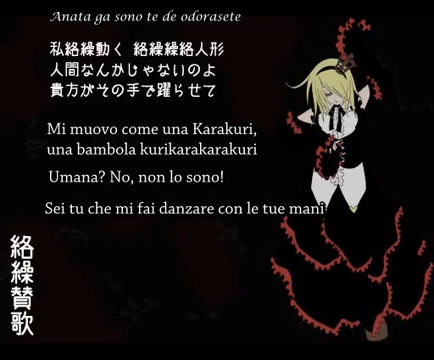 Anata ga sono te de odorasete
私絡繰動く 絡繰繰絡人形
人間なんかじゃないのよ
貴方がその手で躍らせて
Mi muovo come una Karakuri,
una bambola kurikarakarakuri
Umana? No, non lo sono!
Sei tu che mi fai danzare con le tue mani
絡繰賛歌